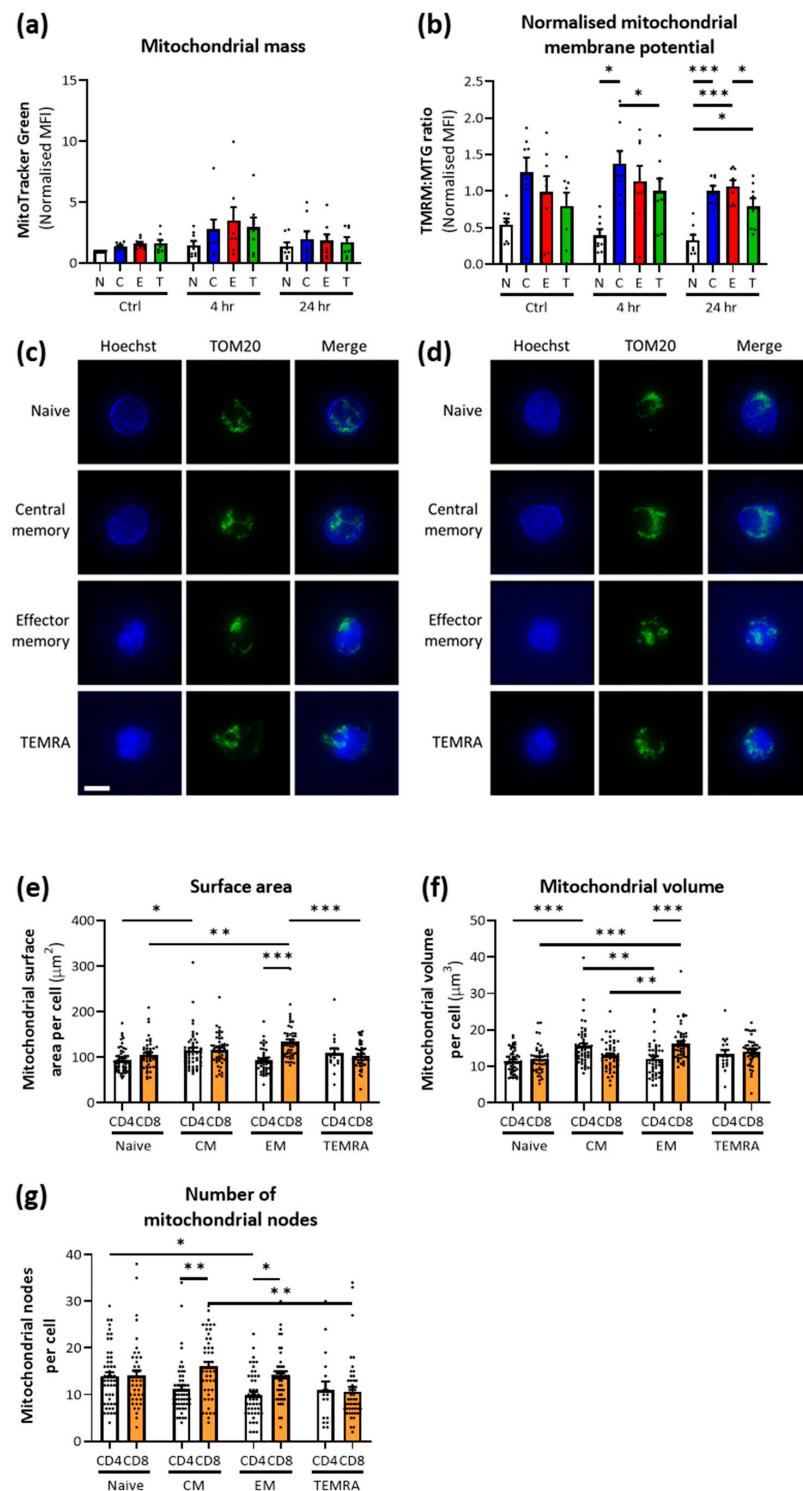 (a)
Mitochondrial mass
MitoTracker Green
(Normalised MFI)
15
10
5
0
N C E T N C E T N C E T
Ctrl 4 hr 24 hr
(b)
Normalised mitochondrial
membrane potential
TMRM:MTG ratio
(Normalised MFI)
2.5
2.0
1.5
1.0
0.5
0.0
* * *** * *** *
N C E T N C E T N C E T
Ctrl 4 hr 24 hr
(c)
Hoechst TOM20 Merge
Naive
Central
memory
Effector
memory
TEMRA
(d)
Hoechst TOM20 Merge
Naive
Central
memory
Effector
memory
TEMRA
(e)
Surface area
Mitochondrial surface
area per cell (μm2)
400
300
200
100
0
* *** ** ***
CD4CD8 CD4CD8 CD4CD8 CD4CD8
Naive CM EM TEMRA
(f)
Mitochondrial volume
Mitochondrial volume
per cell (μm3)
50
40
30
20
10
0
*** *** *** ** **
CD4CD8 CD4CD8 CD4CD8 CD4CD8
Naive CM EM TEMRA
(g)
Number of
mitochondrial nodes
Mitochondrial nodes
per cell
40
30
20
10
0
* ** * **
CD4CD8 CD4CD8 CD4CD8 CD4CD8
Naive CM EM TEMRA